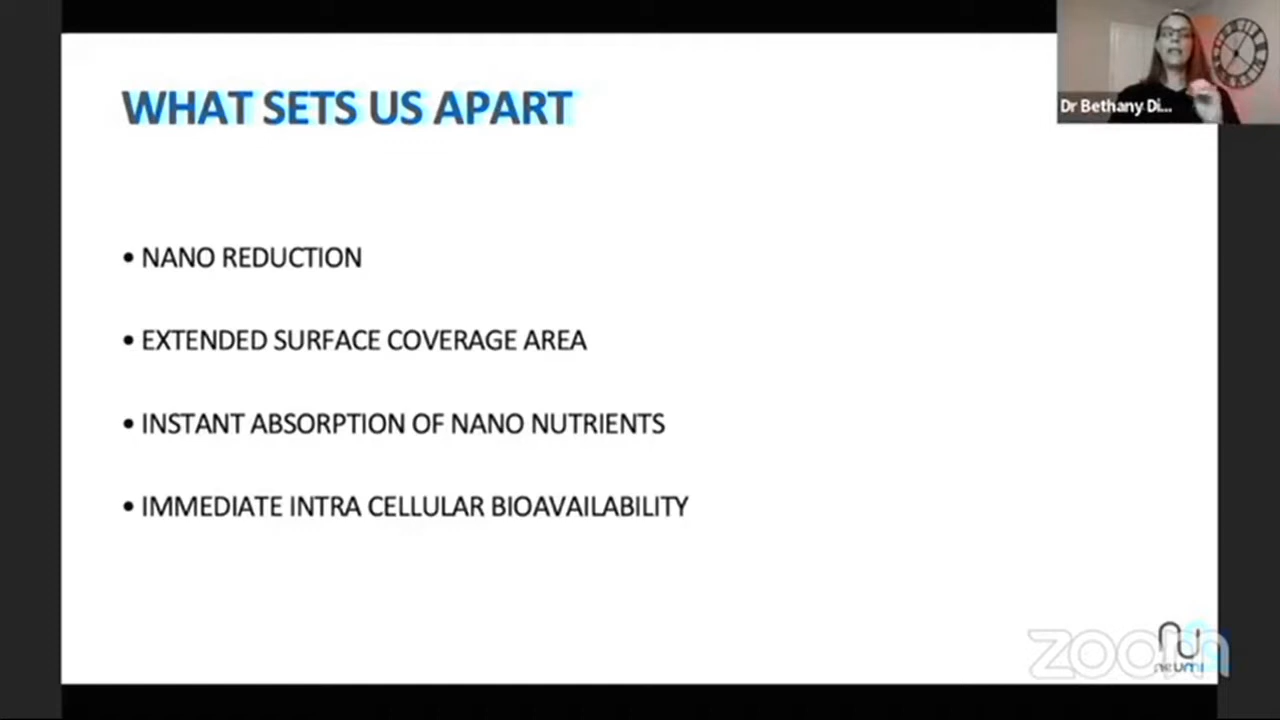 WHAT SETS US APART
Dr Bethany Di...
• NANO REDUCTION
• EXTENDED SURFACE COVERAGE AREA
• INSTANT ABSORPTION OF NANO NUTRIENTS
• IMMEDIATE INTRA CELLULAR BIOAVAILABILITY
zoom
neumi